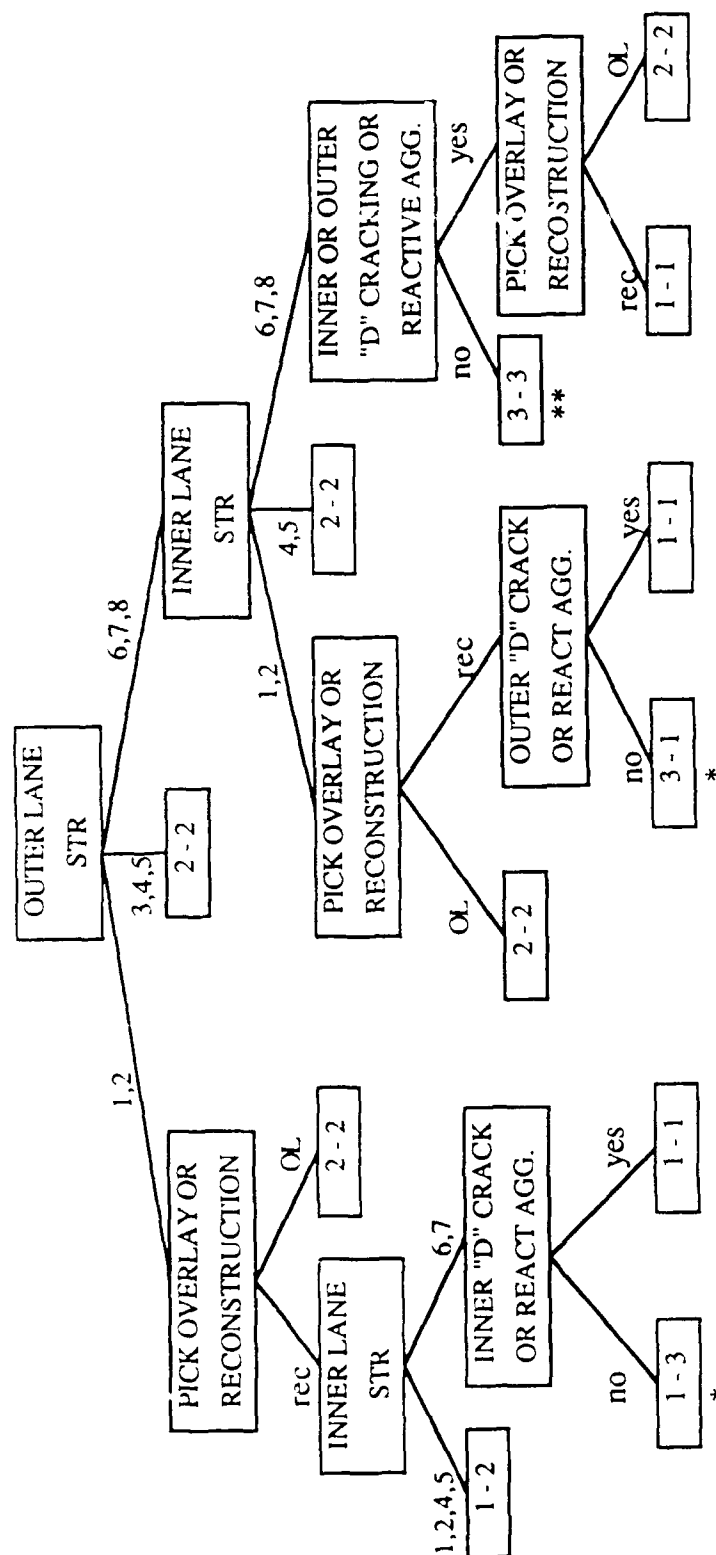 OUTER LANE
STR
1,2
3,4,5
6,7,8
2 - 2
PICK OVERLAY OR
RECONSTRUCTION
rec
OL
2 - 2
INNER LANE
STR
1,2,4,5
6,7
1 - 2
INNER "D" CRACK
OR REACT AGG.
no
yes
1 - 3
*
1 - 1
INNER LANE
STR
1,2
4,5
6,7,8
2 - 2
PICK OVERLAY OR
RECONSTRUCTION
OL
rec
2 - 2
OUTER "D" CRACK
OR REACT AGG.
no
yes
3 - 1
*
1 - 1
INNER OR OUTER
"D" CRACKING OR
REACTIVE AGG.
no
yes
3 - 3
**
PICK OVERLAY OR
RECOSTRUCTION
rec
OL
1 - 1
2 - 2